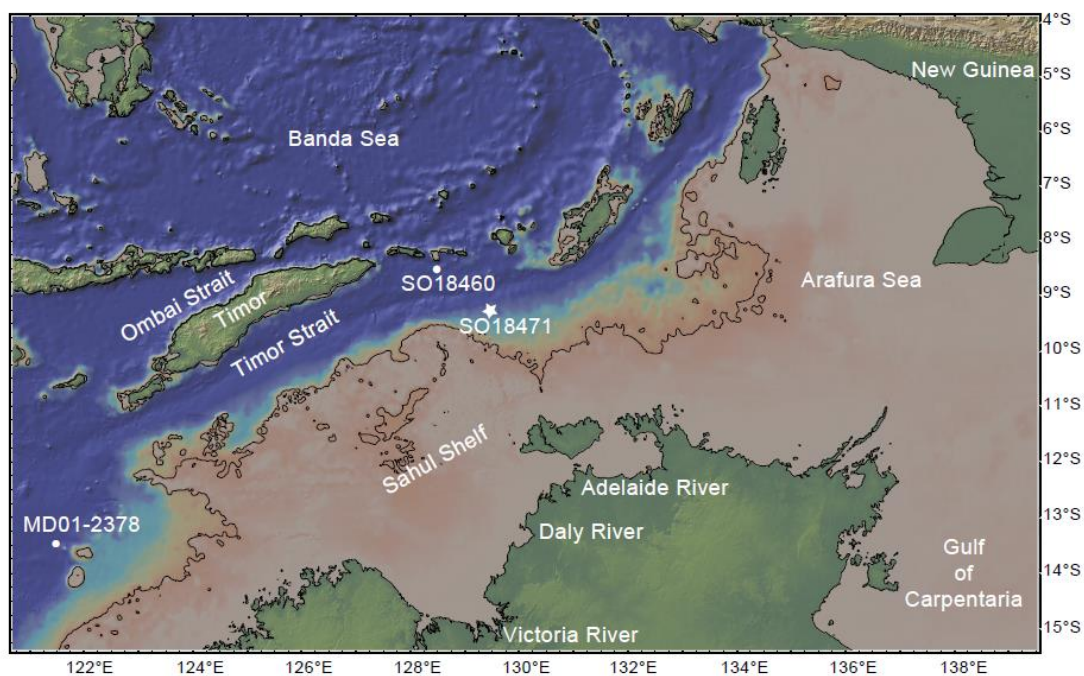 4°S
New Guinea
5°S
Banda Sea
6°S
7°S
8°S
SO18460
Arafura Sea
Ombai Strait
Timor
9°S
SO18471
Timor Strait
10°S
11°S
Sahul Shelf
12°S
Adelaide River
MD01-2378
13°S
Daly River
Gulf
of
Carpentaria
14°S
Victoria River
15°S
122°E
124°E
126°E
128°E
130°E
132°E
134°E
136°E
138°E